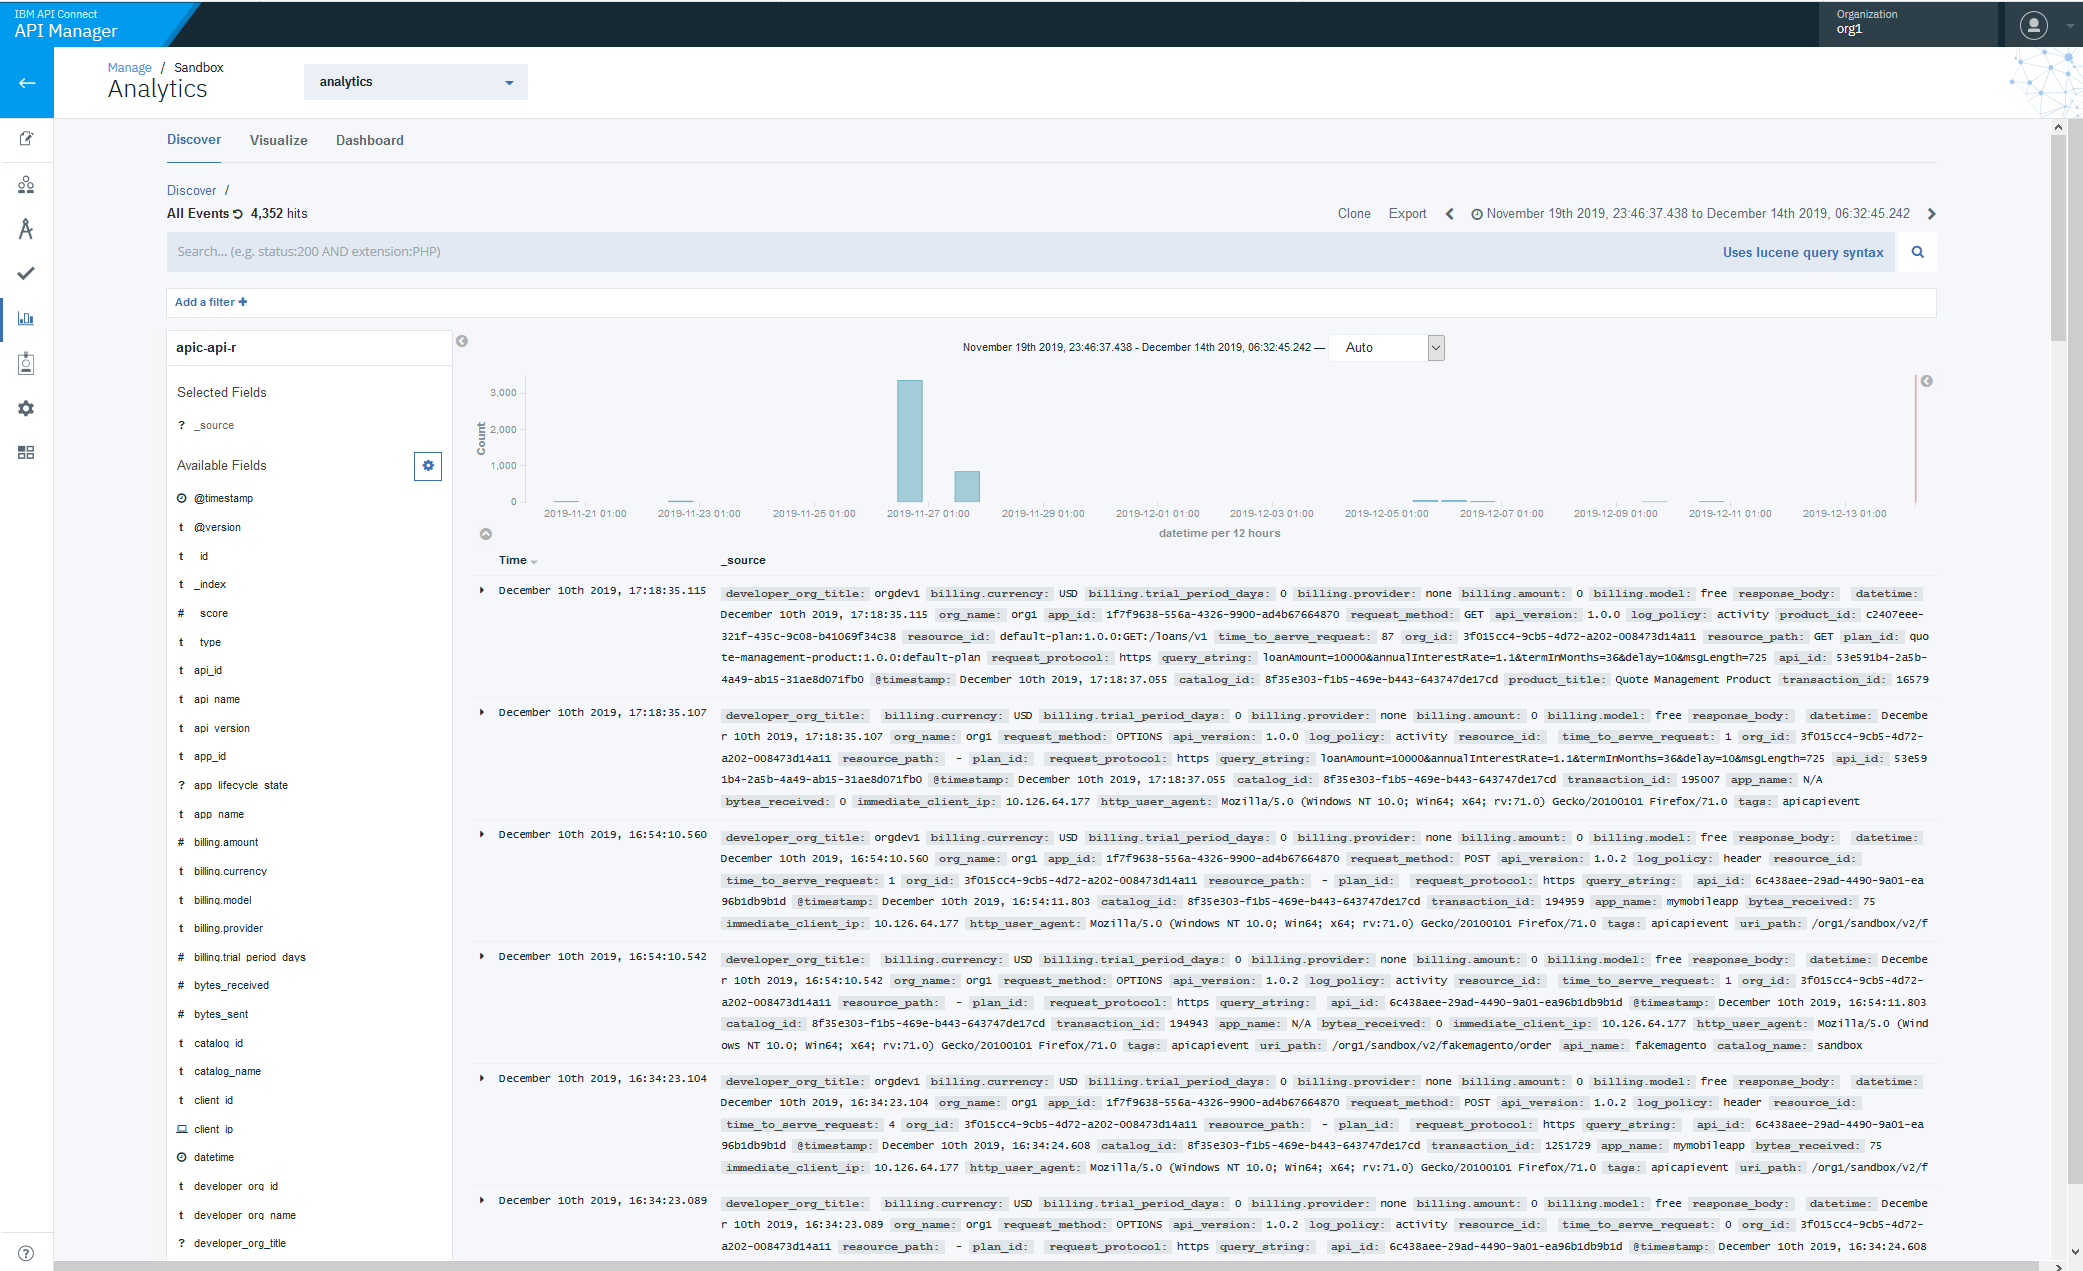 IBM API Connect
API Manager
Organization
org1
Manage / Sandbox
Analytics
analytics
Discover Visualize Dashboard
Discover /
All Events 4,352 hits
Clone Export November 19th 2019, 23:46:37.438 to December 14th 2019, 06:32:45.242
Search... (e.g. status:200 AND extension:PHP)
Uses lucene query syntax
Add a filter +
apic-api-r
Selected Fields
? _source
Available Fields
@timestamp
t @version
t _id
t _index
# _score
t _type
t api_id
t api_name
t api_version
t app_id
? app_lifecycle_state
t app_name
# billing.amount
t billing.currency
t billing.model
t billing.provider
# billing.trial_period_days
# bytes_received
# bytes_sent
t catalog_id
t catalog_name
t client_id
client_ip
datetime
t developer_org_id
t developer_org_name
? developer_org_title
November 19th 2019, 23:46:37.438 - December 14th 2019, 06:32:45.242 — Auto
Count
3,000
2,000
1,000
0
2019-11-21 01:00 2019-11-23 01:00 2019-11-25 01:00 2019-11-27 01:00 2019-11-29 01:00 2019-12-01 01:00 2019-12-03 01:00 2019-12-05 01:00 2019-12-07 01:00 2019-12-09 01:00 2019-12-11 01:00 2019-12-13 01:00
datetime per 12 hours
Time _source
December 10th 2019, 17:18:35.115 developer_org_title: orgdev1 billing.currency: USD billing.trial_period_days: 0 billing.provider: none billing.amount: 0 billing.model: free response_body: datetime:
December 10th 2019, 17:18:35.115 org_name: org1 app_id: 1f7f9638-556a-4326-9900-ad4b67664870 request_method: GET api_version: 1.0.0 log_policy: activity product_id: c2407eee-
321f-435c-9c08-b41069f34c38 resource_id: default-plan:1.0.0:GET:/loans/v1 time_to_serve_request: 87 org_id: 3f015cc4-9cb5-4d72-a202-008473d14a11 resource_path: GET plan_id: quo
te-management-product:1.0.0:default-plan request_protocol: https query_string: loanAmount=10000&annualInterestRate=1.1&termInMonths=36&delay=10&msgLength=725 api_id: 53e591b4-2a5b-
4a49-ab15-31ae8d071fb0 @timestamp: December 10th 2019, 17:18:37.055 catalog_id: 8f35e303-f1b5-469e-b443-643747de17cd product_title: Quote Management Product transaction_id: 16579
December 10th 2019, 17:18:35.107 developer_org_title: billing.currency: USD billing.trial_period_days: 0 billing.provider: none billing.amount: 0 billing.model: free response_body: datetime: Decembe
r 10th 2019, 17:18:35.107 org_name: org1 request_method: OPTIONS api_version: 1.0.0 log_policy: activity resource_id: time_to_serve_request: 1 org_id: 3f015cc4-9cb5-4d72-
a202-008473d14a11 resource_path: - plan_id: request_protocol: https query_string: loanAmount=10000&annualInterestRate=1.1&termInMonths=36&delay=10&msgLength=725 api_id: 53e59
1b4-2a5b-4a49-ab15-31ae8d071fb0 @timestamp: December 10th 2019, 17:18:37.055 catalog_id: 8f35e303-f1b5-469e-b443-643747de17cd transaction_id: 195007 app_name: N/A
bytes_received: 0 immediate_client_ip: 10.126.64.177 http_user_agent: Mozilla/5.0 (Windows NT 10.0; Win64; x64; rv:71.0) Gecko/20100101 Firefox/71.0 tags: apicapievent
December 10th 2019, 16:54:10.560 developer_org_title: orgdev1 billing.currency: USD billing.trial_period_days: 0 billing.provider: none billing.amount: 0 billing.model: free response_body: datetime:
December 10th 2019, 16:54:10.560 org_name: org1 app_id: 1f7f9638-556a-4326-9900-ad4b67664870 request_method: POST api_version: 1.0.2 log_policy: header resource_id:
time_to_serve_request: 1 org_id: 3f015cc4-9cb5-4d72-a202-008473d14a11 resource_path: - plan_id: request_protocol: https query_string: api_id: 6c438aee-29ad-4490-9a01-ea
96b1db9b1d @timestamp: December 10th 2019, 16:54:11.803 catalog_id: 8f35e303-f1b5-469e-b443-643747de17cd transaction_id: 194959 app_name: mymobileapp bytes_received: 75
immediate_client_ip: 10.126.64.177 http_user_agent: Mozilla/5.0 (Windows NT 10.0; Win64; x64; rv:71.0) Gecko/20100101 Firefox/71.0 tags: apicapievent uri_path: /org1/sandbox/v2/f
December 10th 2019, 16:54:10.542 developer_org_title: billing.currency: USD billing.trial_period_days: 0 billing.provider: none billing.amount: 0 billing.model: free response_body: datetime: Decembe
r 10th 2019, 16:54:10.542 org_name: org1 request_method: OPTIONS api_version: 1.0.2 log_policy: activity resource_id: time_to_serve_request: 1 org_id: 3f015cc4-9cb5-4d72-
a202-008473d14a11 resource_path: - plan_id: request_protocol: https query_string: api_id: 6c438aee-29ad-4490-9a01-ea96b1db9b1d @timestamp: December 10th 2019, 16:54:11.803
catalog_id: 8f35e303-f1b5-469e-b443-643747de17cd transaction_id: 194943 app_name: N/A bytes_received: 0 immediate_client_ip: 10.126.64.177 http_user_agent: Mozilla/5.0 (Wind
ows NT 10.0; Win64; x64; rv:71.0) Gecko/20100101 Firefox/71.0 tags: apicapievent uri_path: /org1/sandbox/v2/fakemagento/order api_name: fakemagento catalog_name: sandbox
December 10th 2019, 16:34:23.104 developer_org_title: orgdev1 billing.currency: USD billing.trial_period_days: 0 billing.provider: none billing.amount: 0 billing.model: free response_body: datetime:
December 10th 2019, 16:34:23.104 org_name: org1 app_id: 1f7f9638-556a-4326-9900-ad4b67664870 request_method: POST api_version: 1.0.2 log_policy: header resource_id:
time_to_serve_request: 4 org_id: 3f015cc4-9cb5-4d72-a202-008473d14a11 resource_path: - plan_id: request_protocol: https query_string: api_id: 6c438aee-29ad-4490-9a01-ea
96b1db9b1d @timestamp: December 10th 2019, 16:34:24.608 catalog_id: 8f35e303-f1b5-469e-b443-643747de17cd transaction_id: 1251729 app_name: mymobileapp bytes_received: 75
immediate_client_ip: 10.126.64.177 http_user_agent: Mozilla/5.0 (Windows NT 10.0; Win64; x64; rv:71.0) Gecko/20100101 Firefox/71.0 tags: apicapievent uri_path: /org1/sandbox/v2/f
December 10th 2019, 16:34:23.089 developer_org_title: billing.currency: USD billing.trial_period_days: 0 billing.provider: none billing.amount: 0 billing.model: free response_body: datetime: Decembe
r 10th 2019, 16:34:23.089 org_name: org1 request_method: OPTIONS api_version: 1.0.2 log_policy: activity resource_id: time_to_serve_request: 0 org_id: 3f015cc4-9cb5-4d72-
a202-008473d14a11 resource_path: - plan_id: request_protocol: https query_string: api_id: 6c438aee-29ad-4490-9a01-ea96b1db9b1d @timestamp: December 10th 2019, 16:34:24.608